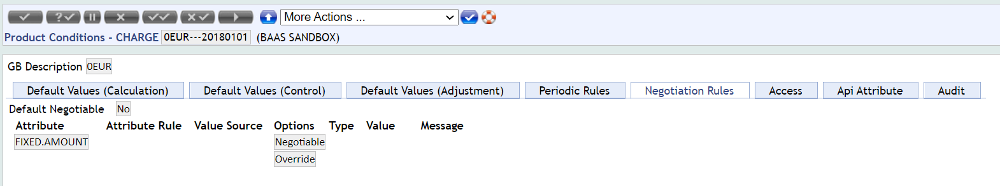 More Actions ...
Product Conditions - CHARGE 0EUR---20180101 (BAAS SANDBOX)
GB Description 0EUR
Default Values (Calculation) Default Values (Control) Default Values (Adjustment) Periodic Rules Negotiation Rules Access Api Attribute Audit
Default Negotiable No
Attribute Attribute Rule Value Source Options Type Value Message
FIXED.AMOUNT Negotiable
Override